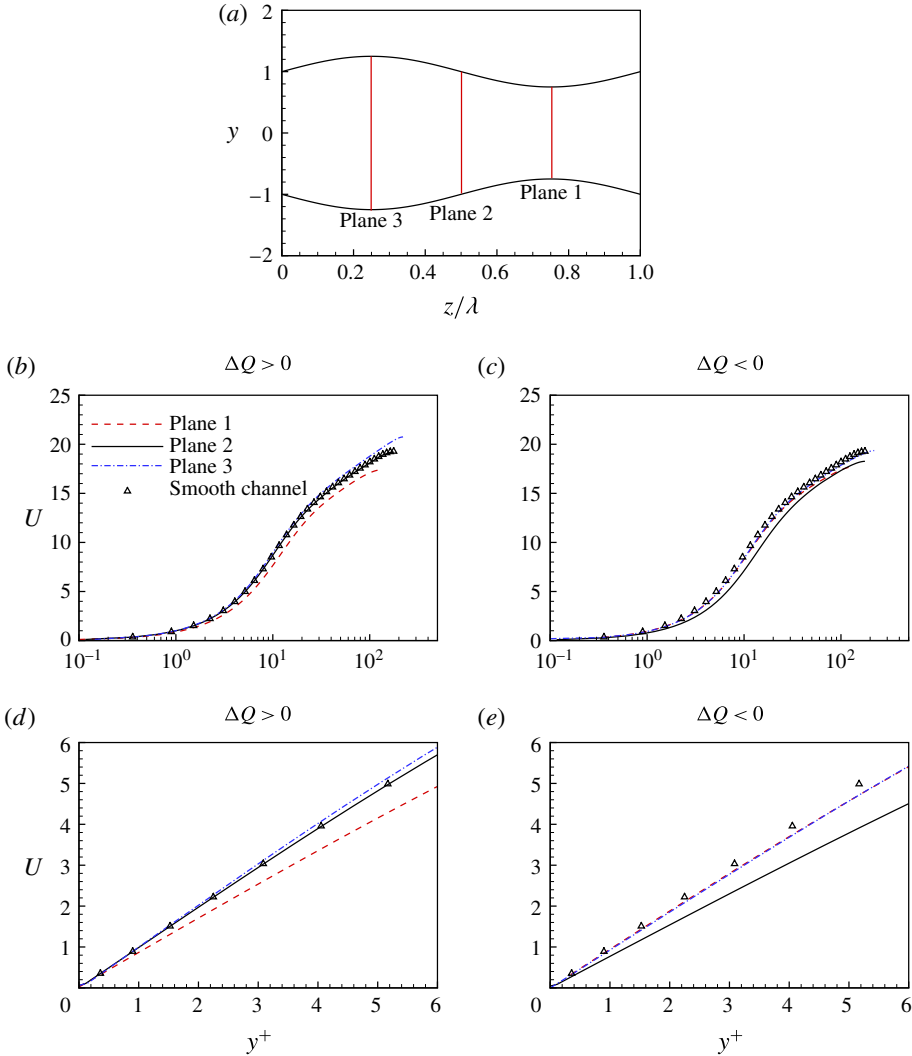 (a)
2
1
y 0
−1
−2
Plane 3 Plane 2 Plane 1
0 0.2 0.4 0.6 0.8 1.0
z/λ
(b) ΔQ > 0
25
20
15
U
10
5
0
Plane 1
Plane 2
Plane 3
Smooth channel
10⁻¹ 10⁰ 10¹ 10²
(c) ΔQ < 0
25
20
15
10
5
0
10⁻¹ 10⁰ 10¹ 10²
(d) ΔQ > 0
6
5
4
U 3
2
1
0 1 2 3 4 5 6
y⁺
(e) ΔQ < 0
6
5
4
3
2
1
0 1 2 3 4 5 6
y⁺